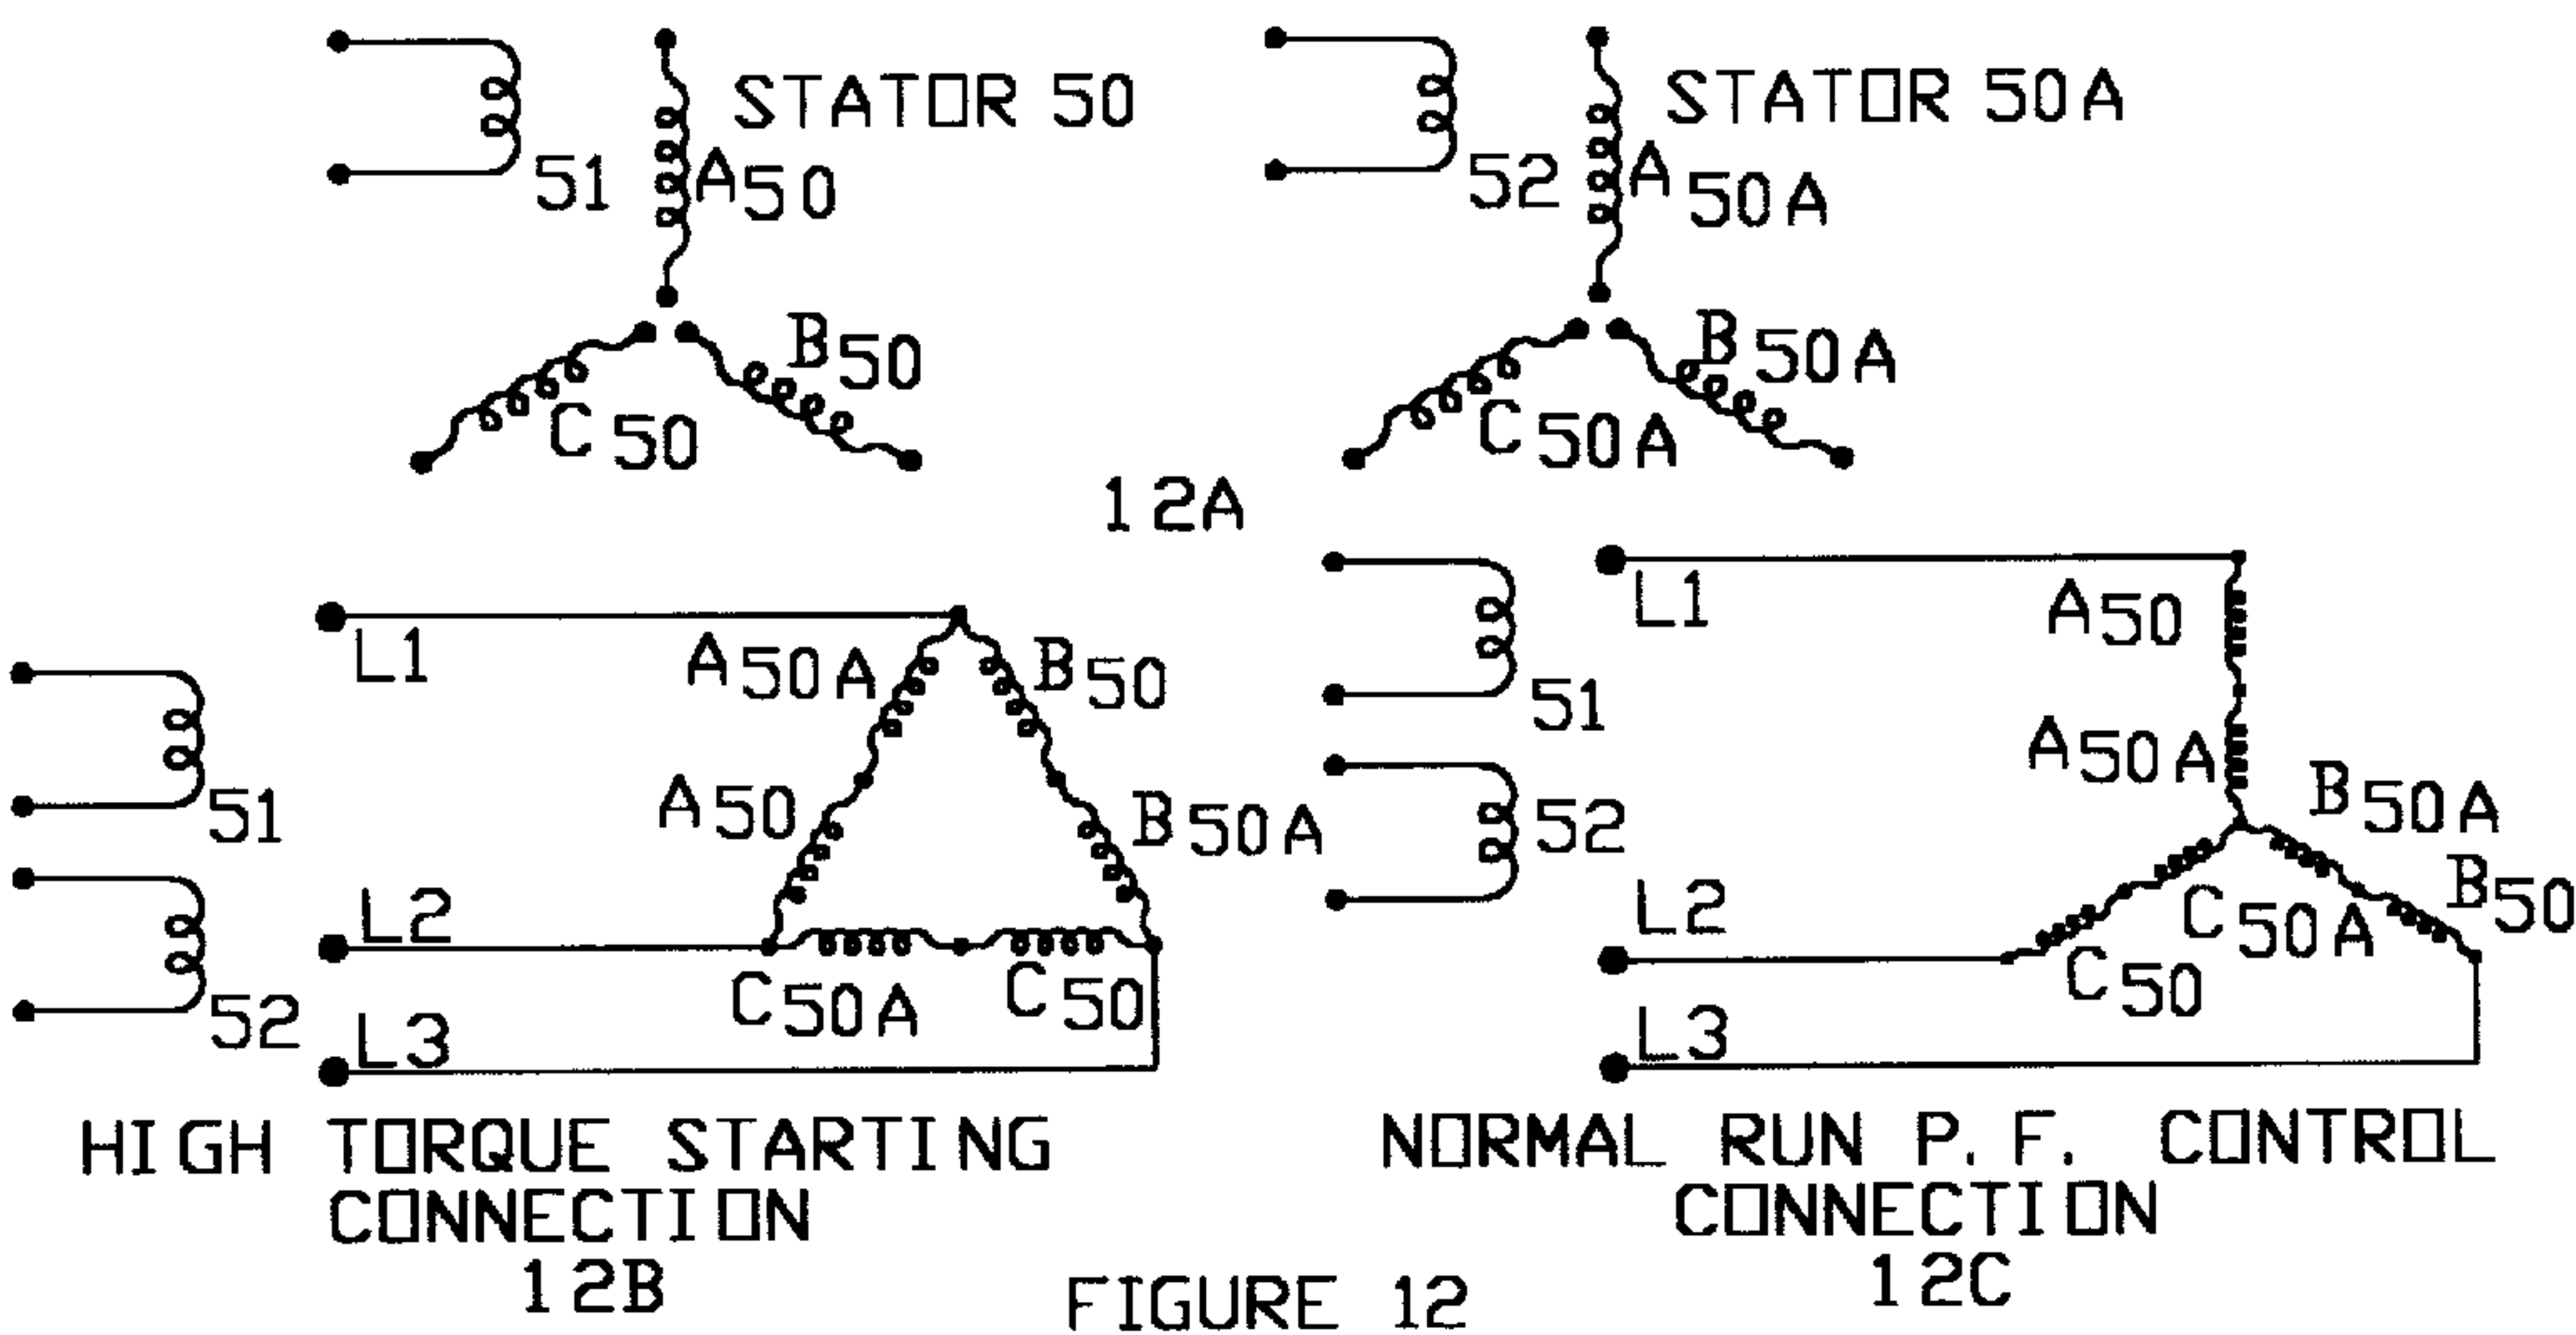 STATOR 50
51
A50
B50
C50
STATOR 50A
52
A50A
B50A
C50A
12A
L1
A50A
B50
A50
B50A
51
L2
C50A
C50
52
L3
HIGH TORQUE STARTING
CONNECTION
12B
L1
A50
51
A50A
B50A
52
B50
L2
C50A
C50
L3
NORMAL RUN P.F. CONTROL
CONNECTION
12C
FIGURE 12